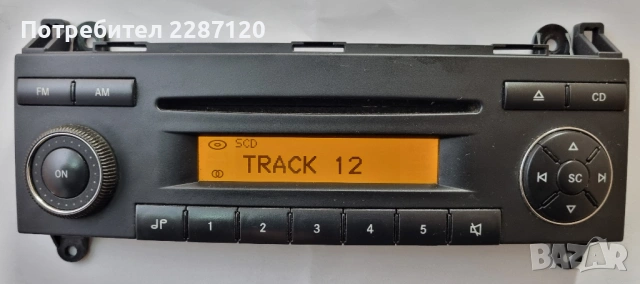 Потребител 2287120
FM AM
CD
SCD
TRACK 12
ON
SC
1 2 3 4 5
BAZAR